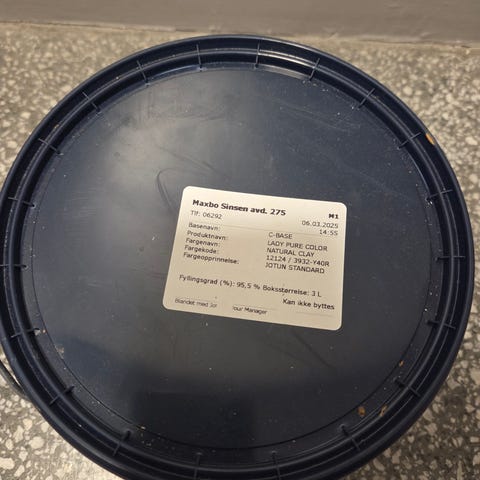 Maxbo Sinsen avd. 275 M1
Tlf: 06292 06.03.2025
14:55
Basenavn: C-BASE
Produktnavn: LADY PURE COLOR
Fargenavn: NATURAL CLAY
Fargekode: 12124 / 3932-Y40R
Fargeopprinnelse: JOTUN STANDARD
Fyllingsgrad (%): 95,5 % Boksstørrelse: 3 L
Kan ikke byttes
Blandet med Jot our Manager